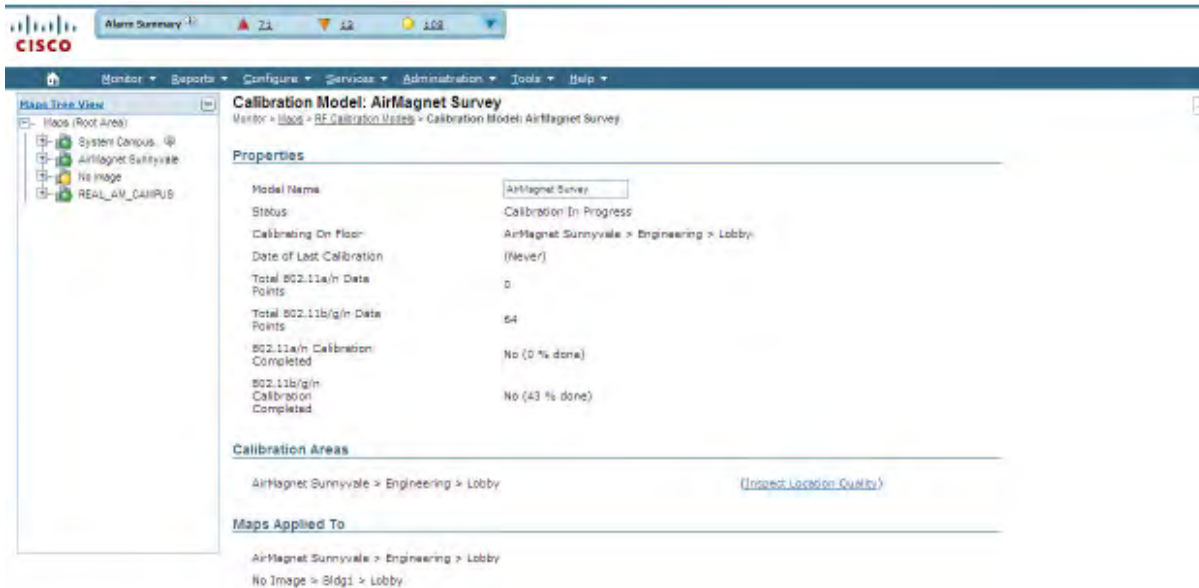 Alarm Summary
71
12
108
CISCO
Monitor Reports Configure Services Administration Tools Help
Maps Tree View
Maps (Root Area)
System Campus
AirMagnet Sunnyvale
No Image
REAL_AM_CAMPUS
Calibration Model: AirMagnet Survey
Monitor > Maps > RF Calibration Models > Calibration Model: AirMagnet Survey
Properties
Model Name AirMagnet Survey
Status Calibration In Progress
Calibrating On Floor AirMagnet Sunnyvale > Engineering > Lobby
Date of Last Calibration (Never)
Total 802.11a/n Data
Points
0
Total 802.11b/g/n Data
Points
64
802.11a/n Calibration
Completed
No (0 % done)
802.11b/g/n
Calibration
Completed
No (43 % done)
Calibration Areas
AirMagnet Sunnyvale > Engineering > Lobby (Inspect Location Quality)
Maps Applied To
AirMagnet Sunnyvale > Engineering > Lobby
No Image > Bldg1 > Lobby